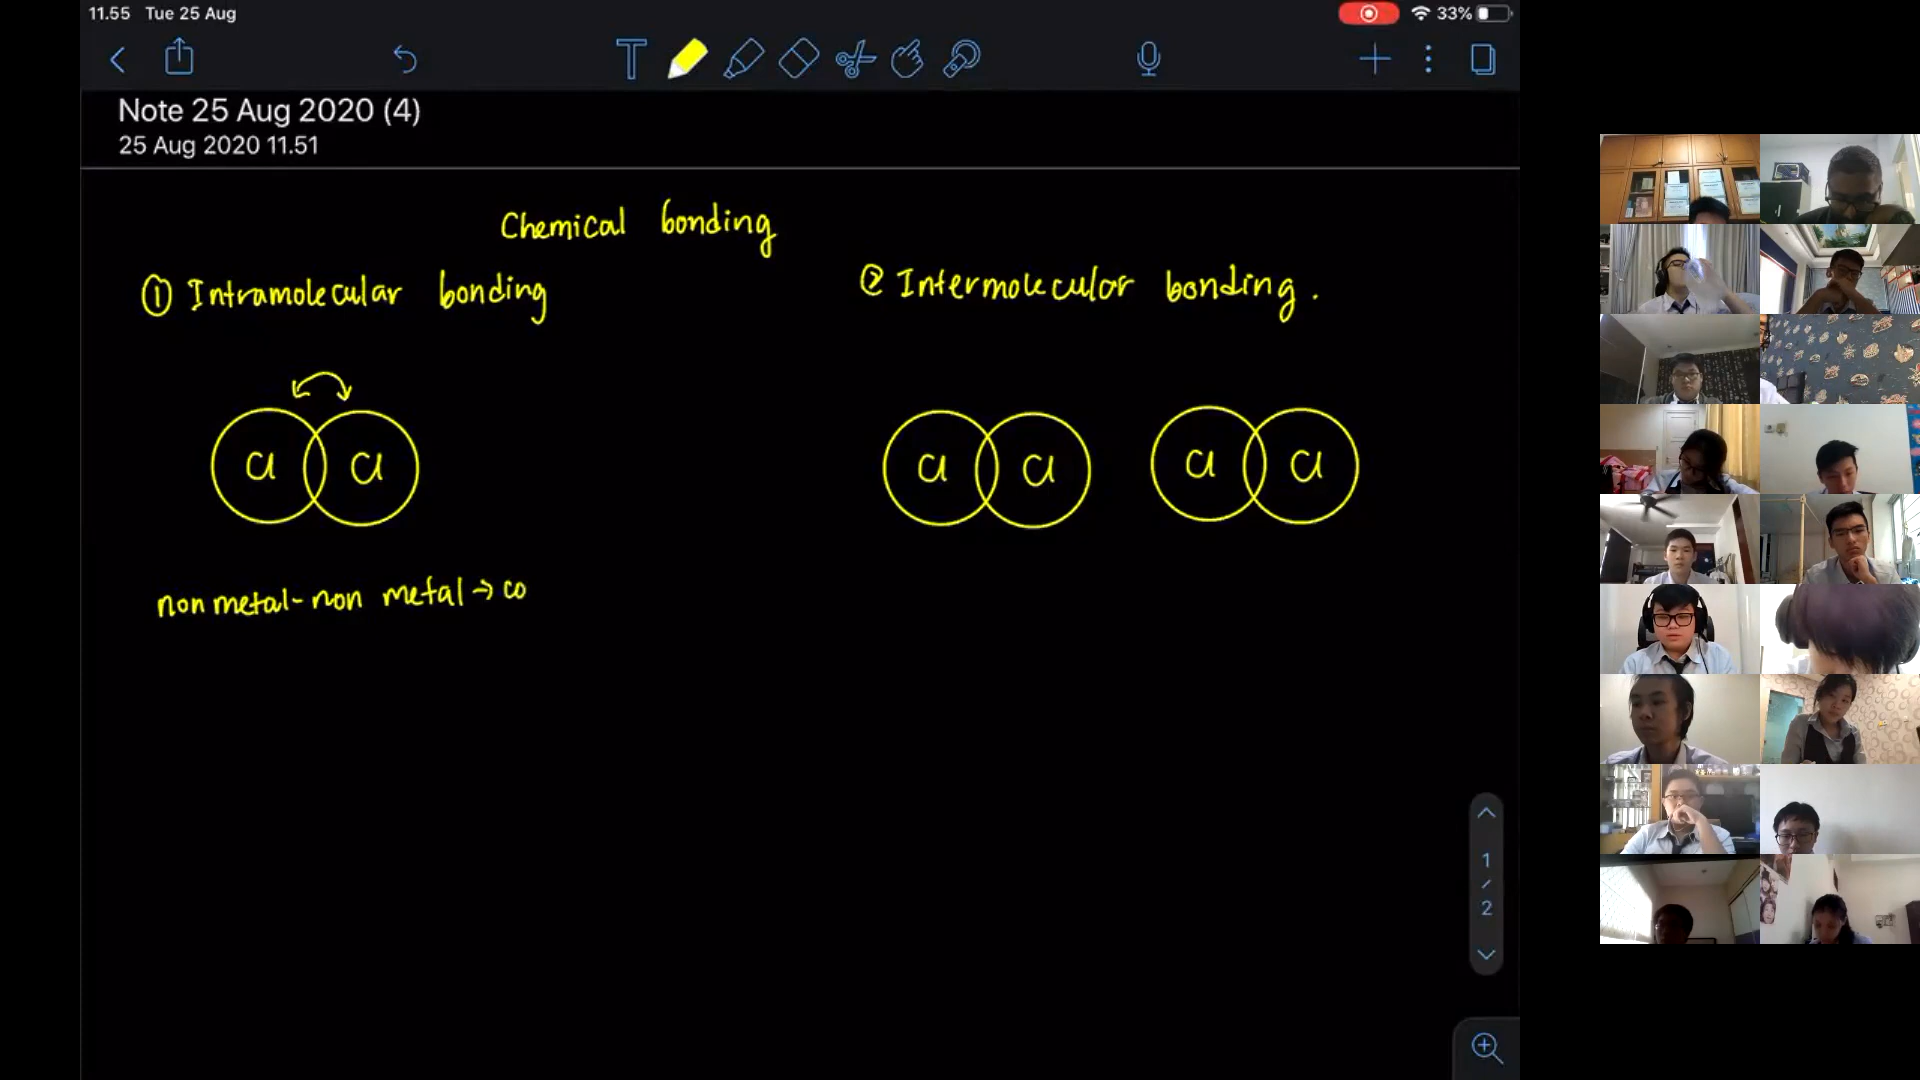 11.55 Tue 25 Aug
33%
Note 25 Aug 2020 (4)
25 Aug 2020 11.51
Chemical bonding
① Intramolecular bonding
② Intermolecular bonding.
Cl Cl
Cl Cl Cl Cl
non metal - non metal → co
1
/
2